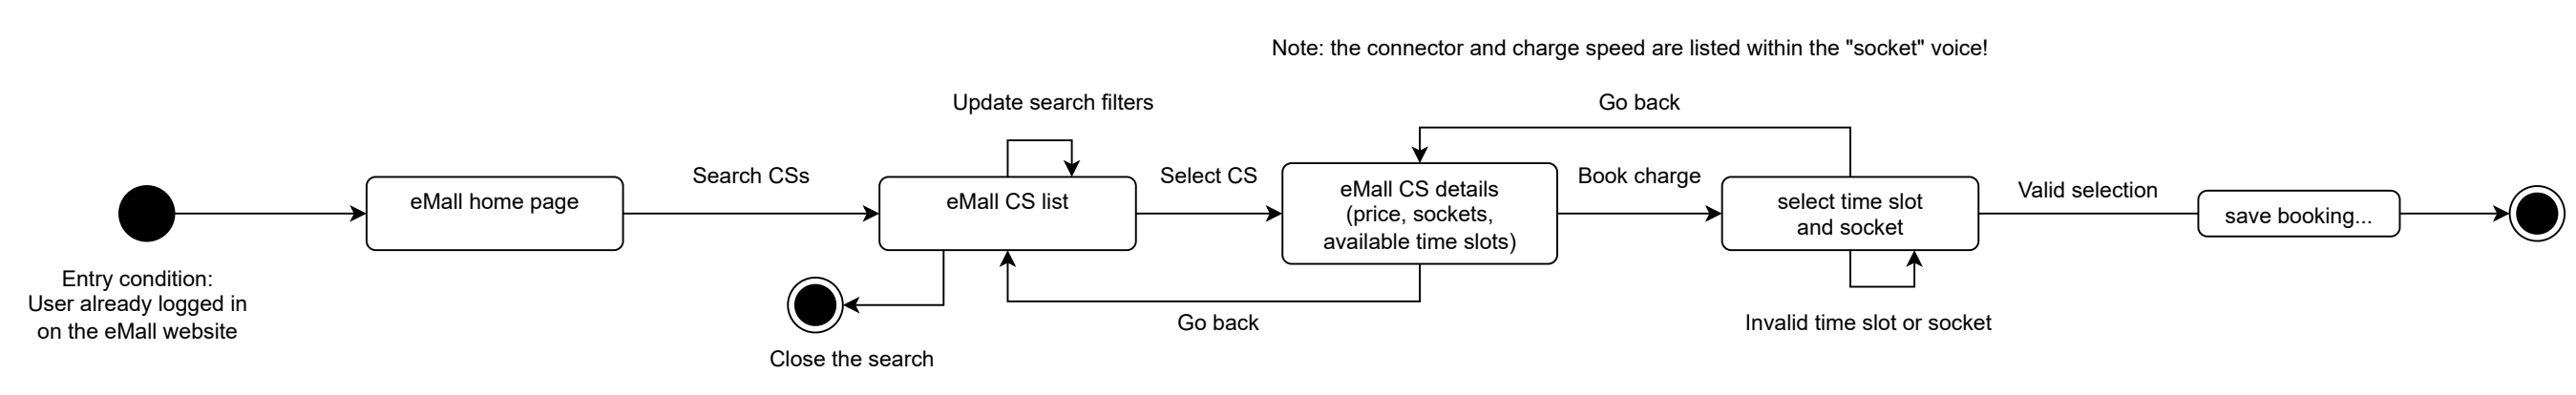 Note: the connector and charge speed are listed within the "socket" voice!
Update search filters
Go back
Search CSs
Select CS
Book charge
Valid selection
eMall home page
eMall CS list
eMall CS details
(price, sockets,
available time slots)
select time slot
and socket
save booking...
Entry condition:
User already logged in
on the eMall website
Close the search
Go back
Invalid time slot or socket